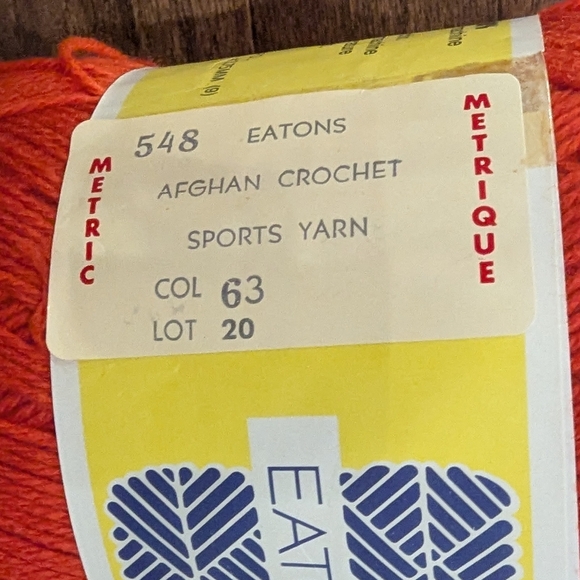 548 EATONS
AFGHAN CROCHET
SPORTS YARN
COL 63
LOT 20
METRIC
METRIQUE
EAT